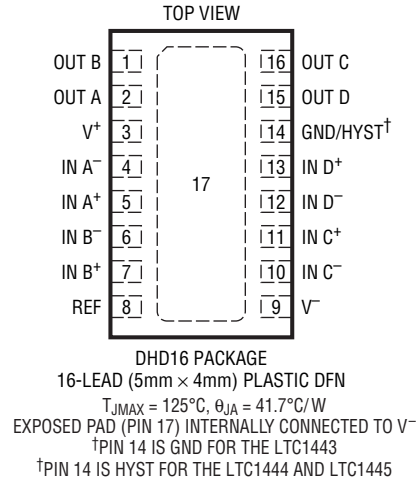 TOP VIEW
OUT B 1 16 OUT C
OUT A 2 15 OUT D
V⁺ 3 14 GND/HYST†
IN A⁻ 4 13 IN D⁺
17
IN A⁺ 5 12 IN D⁻
IN B⁻ 6 11 IN C⁺
IN B⁺ 7 10 IN C⁻
REF 8 9 V⁻
DHD16 PACKAGE
16-LEAD (5mm × 4mm) PLASTIC DFN
TJMAX = 125°C, θJA = 41.7°C/W
EXPOSED PAD (PIN 17) INTERNALLY CONNECTED TO V⁻
†PIN 14 IS GND FOR THE LTC1443
†PIN 14 IS HYST FOR THE LTC1444 AND LTC1445